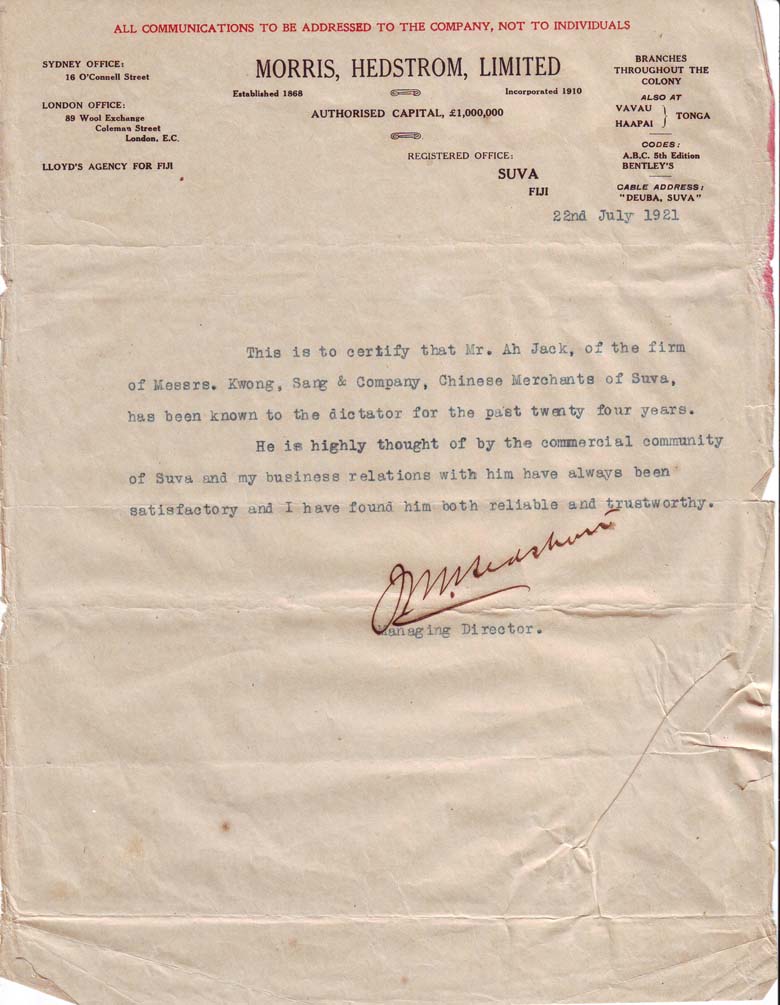 ALL COMMUNICATIONS TO BE ADDRESSED TO THE COMPANY, NOT TO INDIVIDUALS
SYDNEY OFFICE:
16 O'Connell Street
LONDON OFFICE:
89 Wool Exchange
Coleman Street
London. E.C.
LLOYD'S AGENCY FOR FIJI
MORRIS, HEDSTROM, LIMITED
Established 1868
Incorporated 1910
AUTHORISED CAPITAL, £1,000,000
REGISTERED OFFICE:
SUVA
FIJI
BRANCHES
THROUGHOUT THE
COLONY
ALSO AT
VAVAU } TONGA
HAAPAI
CODES:
A.B.C. 5th Edition
BENTLEY'S
CABLE ADDRESS:
"DEUBA, SUVA"
22nd July 1921
This is to certify that Mr. Ah Jack, of the firm
of Messrs. Kwong, Sang & Company, Chinese Merchants of Suva,
has been known to the dictator for the past twenty four years.
He is highly thought of by the commercial community
of Suva and my business relations with him have always been
satisfactory and I have found him both reliable and trustworthy.
Hedstrom
Managing Director.